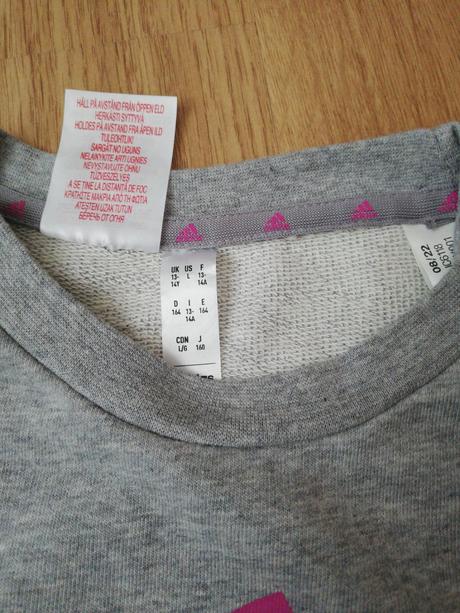 HÅLL PÅ AVSTÅND FRÅN ÖPPEN ELD
HERKÄSTI SYTTYVÄ
HOLDES PÅ AVSTAND FRA ÅPEN ILD
TULEOHTLIK!
SARGĀT NO UGUNS
NELAIKYKITE ARTI UGNIES
NEVYSTAVUJTE OHNU
TŰZVESZÉLYES
A SE ȚINE LA DISTANȚĂ DE FOC
ΚΡΑΤΗΣΤΕ ΜΑΚΡΙΑ ΑΠΟ ΤΗ ΦΩΤΙΑ
ATEŞTEN UZAK TUTUN
БЕРЕЧЬ ОТ ОГНЯ
UK US F
13- L 13-
14Y 14A
D I E
164 13- 164
14A
CDN J
L/G 160
08/22